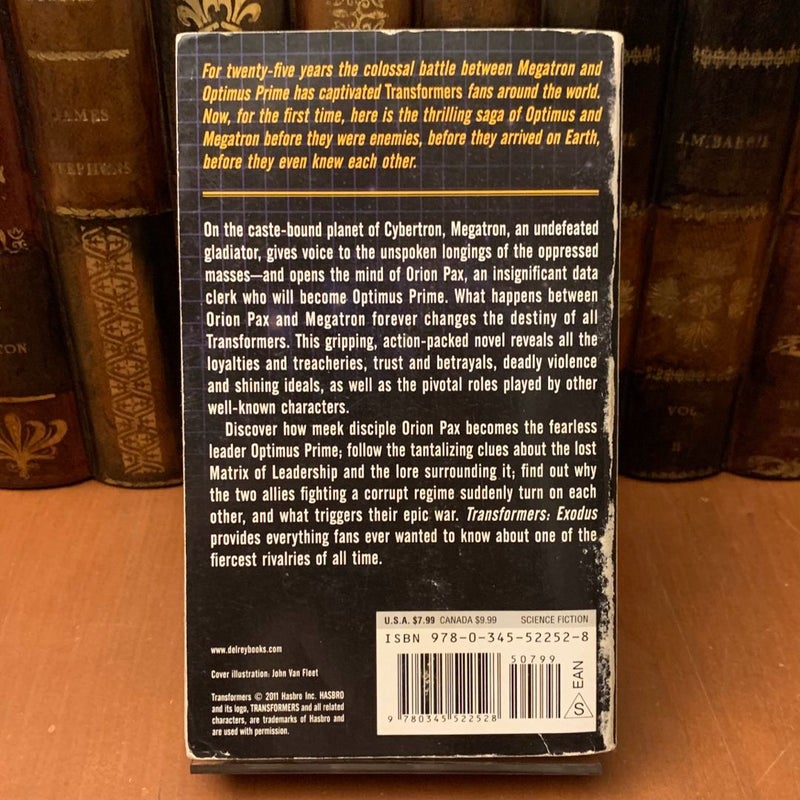 For twenty-five years the colossal battle between Megatron and
Optimus Prime has captivated Transformers fans around the world.
Now, for the first time, here is the thrilling saga of Optimus and
Megatron before they were enemies, before they arrived on Earth,
before they even knew each other.
On the caste-bound planet of Cybertron, Megatron, an undefeated
gladiator, gives voice to the unspoken longings of the oppressed
masses—and opens the mind of Orion Pax, an insignificant data
clerk who will become Optimus Prime. What happens between
Orion Pax and Megatron forever changes the destiny of all
Transformers. This gripping, action-packed novel reveals all the
loyalties and treacheries, trust and betrayals, deadly violence
and shining ideals, as well as the pivotal roles played by other
well-known characters.
Discover how meek disciple Orion Pax becomes the fearless
leader Optimus Prime; follow the tantalizing clues about the lost
Matrix of Leadership and the lore surrounding it; find out why
the two allies fighting a corrupt regime suddenly turn on each
other, and what triggers their epic war. Transformers: Exodus
provides everything fans ever wanted to know about one of the
fiercest rivalries of all time.
www.delreybooks.com
Cover illustration: John Van Fleet
Transformers © 2011 Hasbro Inc. HASBRO
and its logo, TRANSFORMERS and all related
characters, are trademarks of Hasbro and
are used with permission.
U.S.A. $7.99 CANADA $9.99 SCIENCE FICTION
ISBN 978-0-345-52252-8
50799
9 780345 522528
EAN
S
JAMES
STEPHENS
J.M. BARRIE
VOL
II